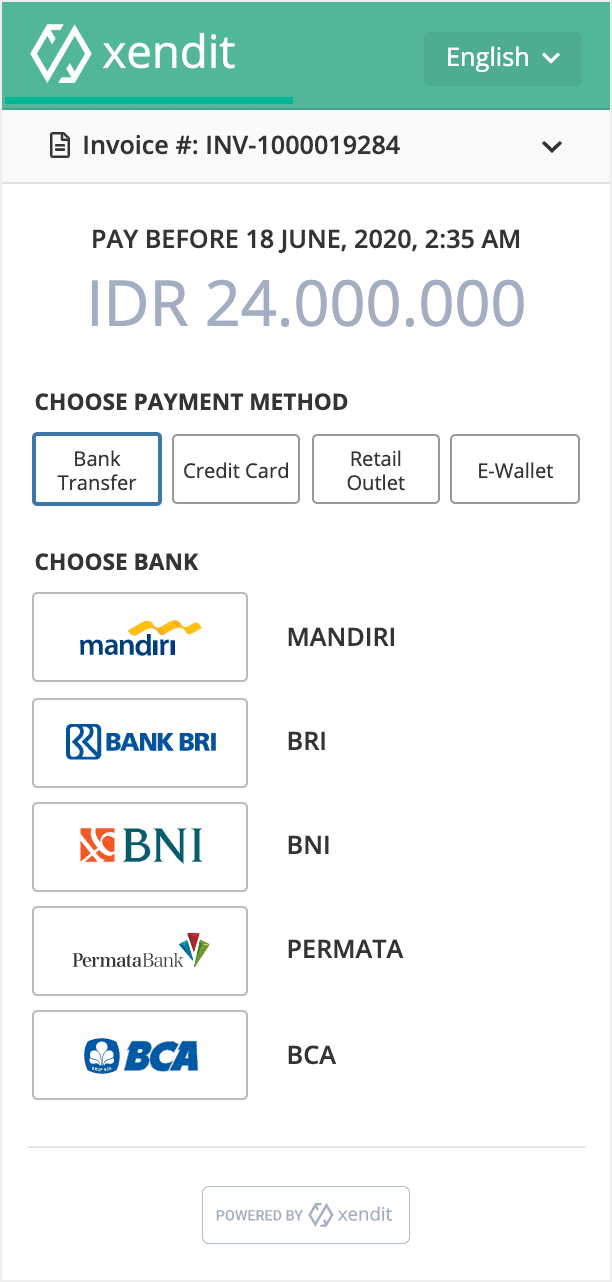 xendit
English
Invoice #: INV-1000019284
PAY BEFORE 18 JUNE, 2020, 2:35 AM
IDR 24.000.000
CHOOSE PAYMENT METHOD
Bank
Transfer
Credit Card
Retail
Outlet
E-Wallet
CHOOSE BANK
mandırı
MANDIRI
BANK BRI
BRI
BNI
BNI
PermataBank
PERMATA
BCA
BCA
POWERED BY xendit